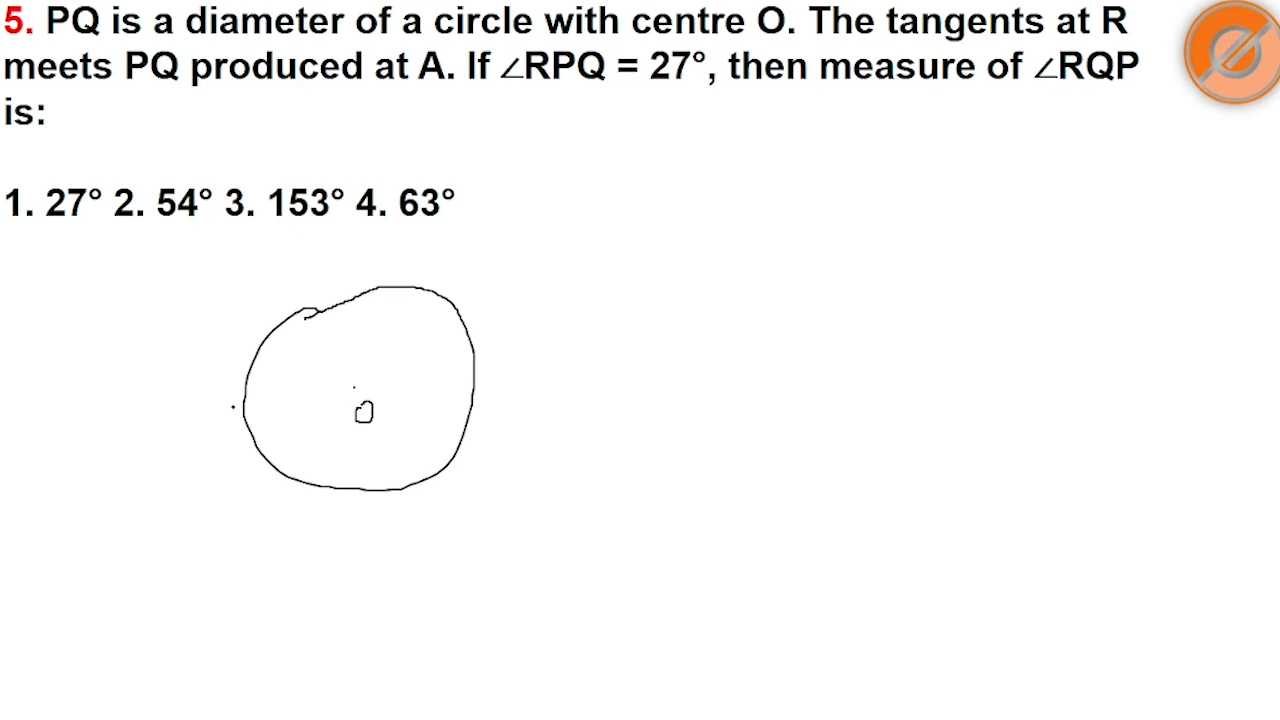 5. PQ is a diameter of a circle with centre O. The tangents at R
meets PQ produced at A. If ∠RPQ = 27°, then measure of ∠RQP
is:
1. 27° 2. 54° 3. 153° 4. 63°
O